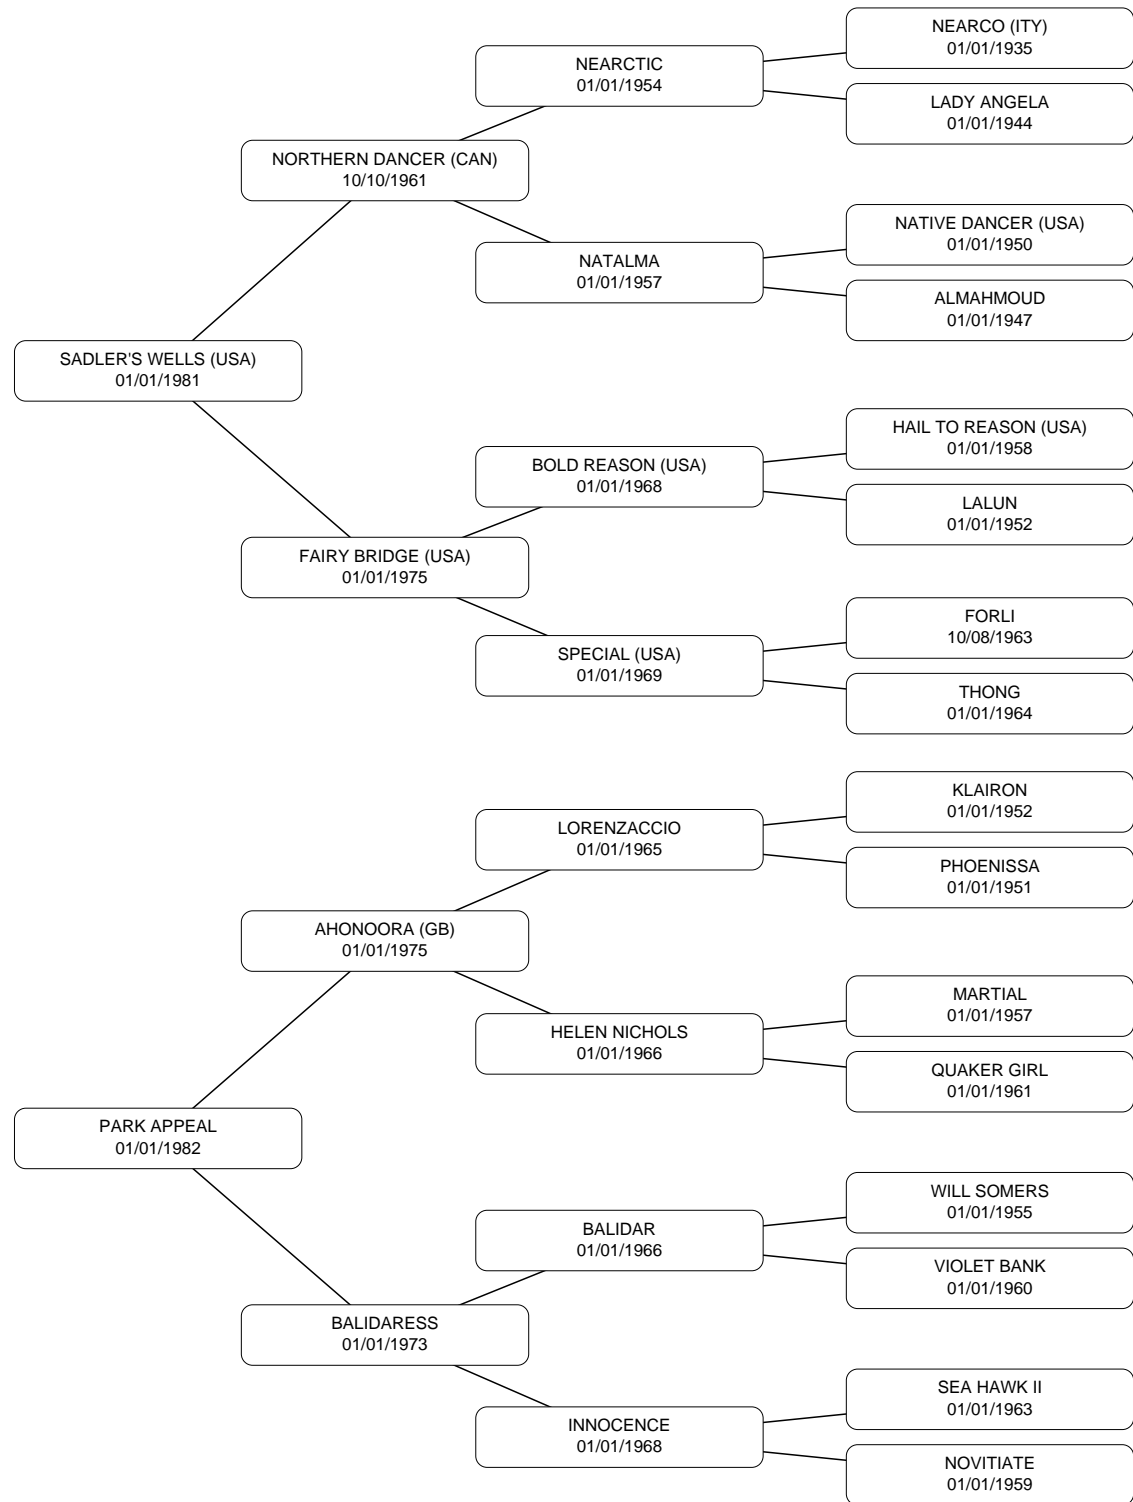 NEARCO (ITY)
01/01/1935
NEARCTIC
01/01/1954
LADY ANGELA
01/01/1944
NORTHERN DANCER (CAN)
10/10/1961
NATIVE DANCER (USA)
01/01/1950
NATALMA
01/01/1957
ALMAHMOUD
01/01/1947
SADLER'S WELLS (USA)
01/01/1981
HAIL TO REASON (USA)
01/01/1958
BOLD REASON (USA)
01/01/1968
LALUN
01/01/1952
FAIRY BRIDGE (USA)
01/01/1975
FORLI
10/08/1963
SPECIAL (USA)
01/01/1969
THONG
01/01/1964
KLAIRON
01/01/1952
LORENZACCIO
01/01/1965
PHOENISSA
01/01/1951
AHONOORA (GB)
01/01/1975
MARTIAL
01/01/1957
HELEN NICHOLS
01/01/1966
QUAKER GIRL
01/01/1961
PARK APPEAL
01/01/1982
WILL SOMERS
01/01/1955
BALIDAR
01/01/1966
VIOLET BANK
01/01/1960
BALIDARESS
01/01/1973
SEA HAWK II
01/01/1963
INNOCENCE
01/01/1968
NOVITIATE
01/01/1959